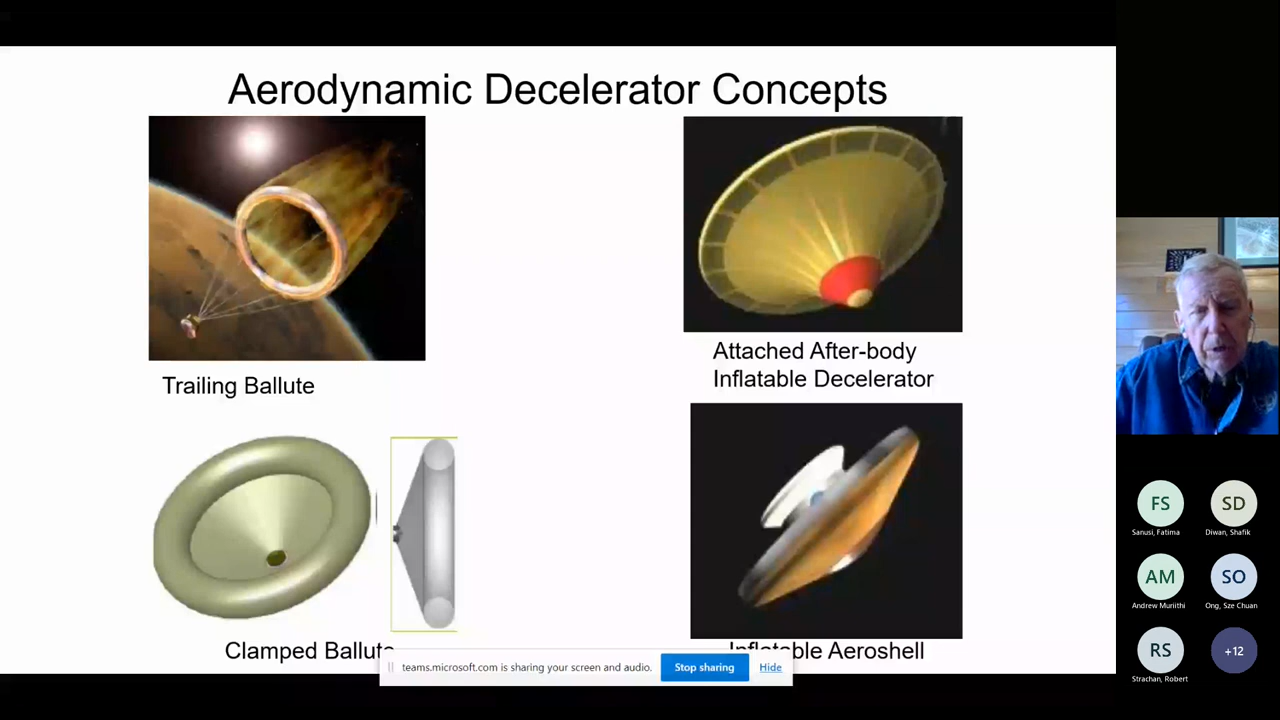 Aerodynamic Decelerator Concepts
Trailing Ballute
Attached After-body
Inflatable Decelerator
Clamped Ballute
Inflatable Aeroshell
teams.microsoft.com is sharing your screen and audio.
Stop sharing
Hide
FS
Sanusi, Fatima
SD
Diwan, Shafik
AM
Andrew Muriithi
SO
Ong, Sze Chuan
RS
Strachan, Robert
+12